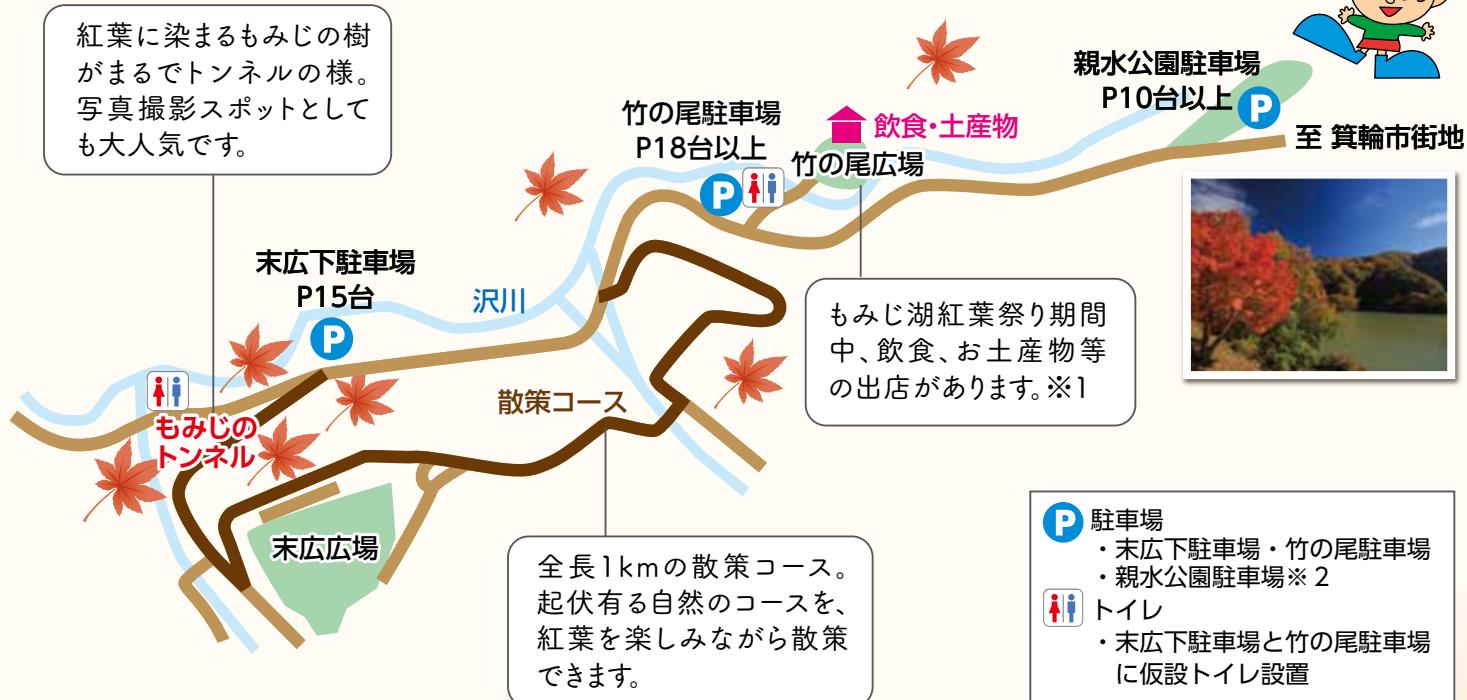 紅葉に染まるもみじの樹
がまるでトンネルの様。
写真撮影スポットとして
も大人気です。
親水公園駐車場
P10台以上
P
至 箕輪市街地
竹の尾駐車場
P18台以上
P
飲食・土産物
竹の尾広場
末広下駐車場
P15台
P
沢川
もみじ湖紅葉祭り期間
中、飲食、お土産物等
の出店があります。※1
散策コース
もみじの
トンネル
末広広場
全長1kmの散策コース。
起伏有る自然のコースを、
紅葉を楽しみながら散策
できます。
P 駐車場
・末広下駐車場・竹の尾駐車場
・親水公園駐車場※2
トイレ
・末広下駐車場と竹の尾駐車場
に仮設トイレ設置